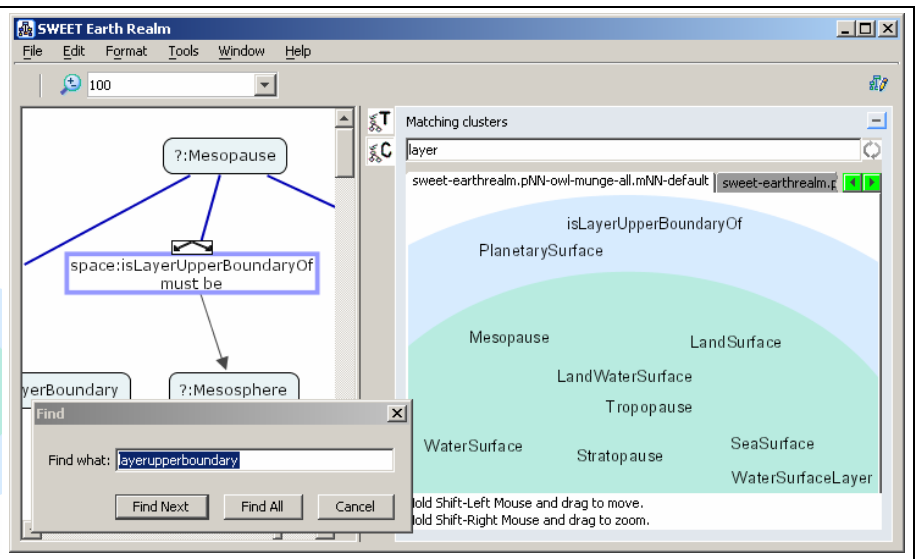 SWEET Earth Realm
File Edit Format Tools Window Help
100
?:Mesopause
space:isLayerUpperBoundaryOf
must be
yerBoundary
?:Mesosphere
Find
Find what: layerupperboundary
Find Next Find All Cancel
T
C
Matching clusters
layer
sweet-earthrealm.pNN-owl-munge-all.mNN-default sweet-earthrealm.p
isLayerUpperBoundaryOf
PlanetarySurface
Mesopause
LandSurface
LandWaterSurface
Tropopause
WaterSurface
SeaSurface
Stratopause
WaterSurfaceLayer
Hold Shift-Left Mouse and drag to move.
Hold Shift-Right Mouse and drag to zoom.